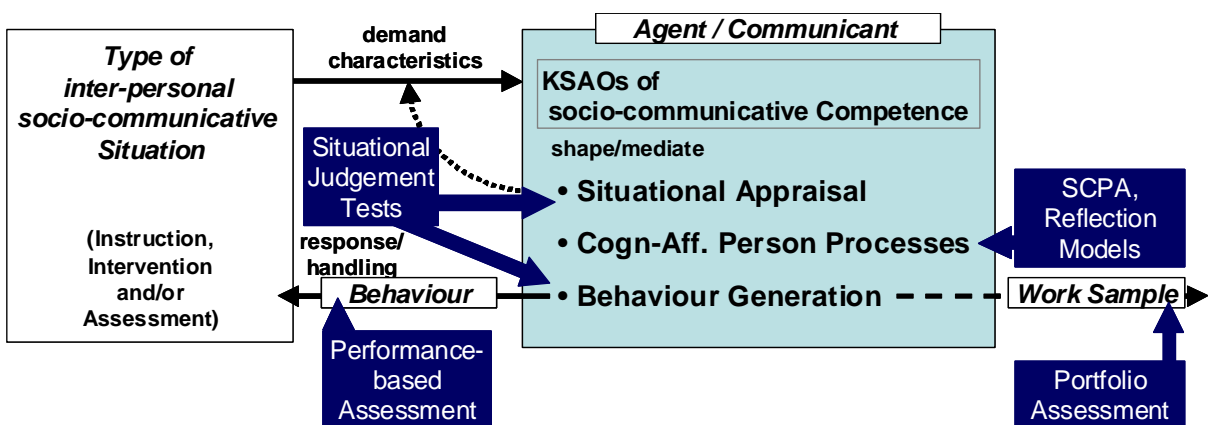 Type of
inter-personal
socio-communicative
Situation
(Instruction,
Intervention
and/or
Assessment)
demand
characteristics
Situational
Judgement
Tests
response/
handling
Behaviour
Performance-
based
Assessment
Agent / Communicant
KSAOs of
socio-communicative Competence
shape/mediate
• Situational Appraisal
• Cogn-Aff. Person Processes
• Behaviour Generation
SCPA,
Reflection
Models
Work Sample
Portfolio
Assessment